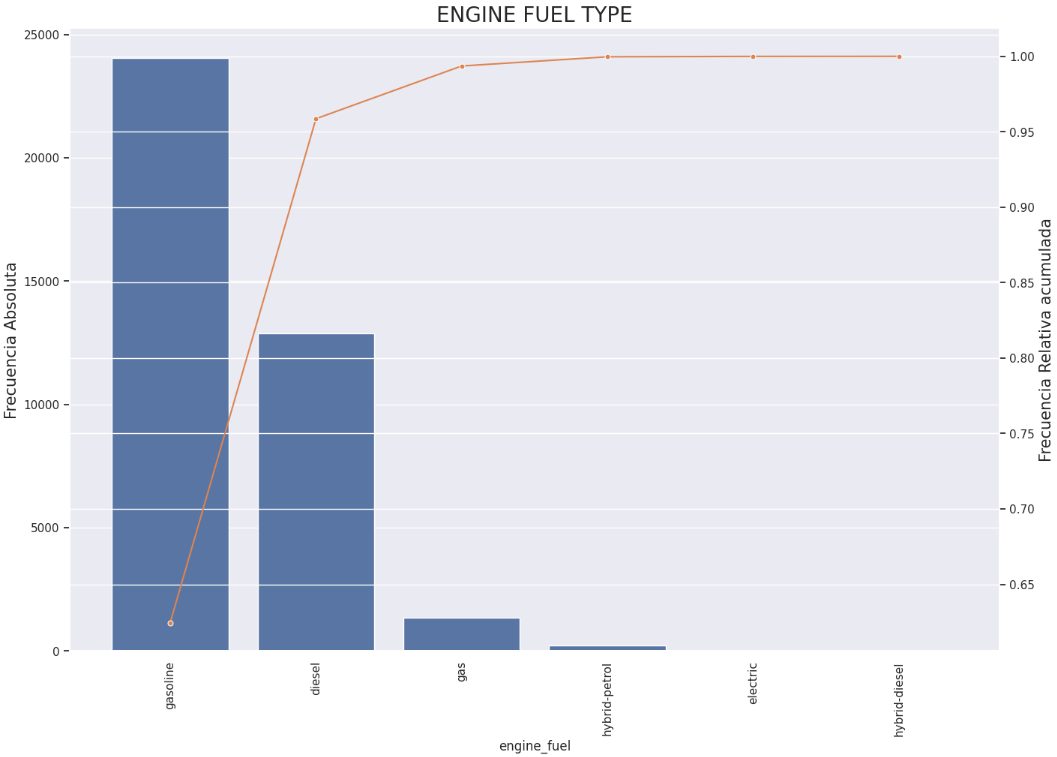 ENGINE FUEL TYPE
Frecuencia Absoluta
25000
20000
15000
10000
5000
0
1.00
0.95
0.90
0.85
0.80
0.75
0.70
0.65
Frecuencia Relativa acumulada
gasoline
diesel
gas
hybrid-petrol
electric
hybrid-diesel
engine_fuel